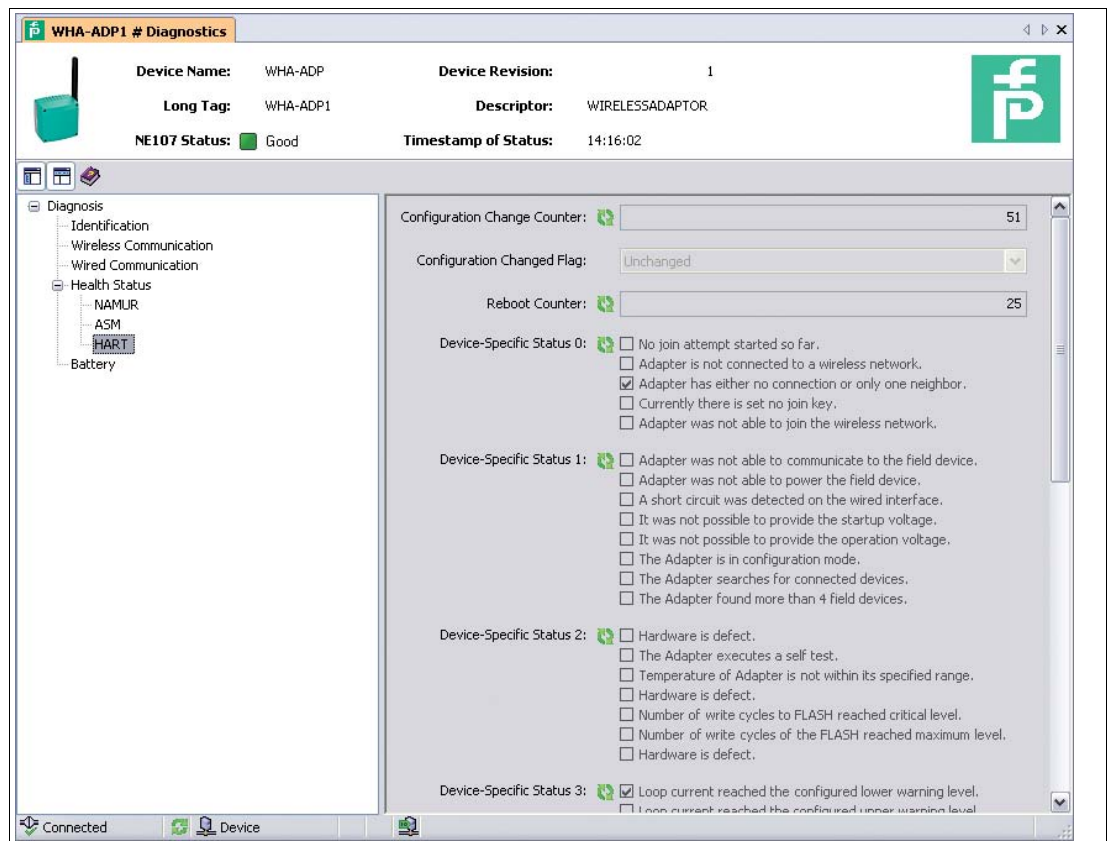 WHA-ADP1 # Diagnostics
Device Name: WHA-ADP Device Revision: 1
Long Tag: WHA-ADP1 Descriptor: WIRELESSADAPTOR
NE107 Status: Good Timestamp of Status: 14:16:02
Diagnosis
Identification
Wireless Communication
Wired Communication
Health Status
NAMUR
ASM
HART
Battery
Configuration Change Counter: 51
Configuration Changed Flag: Unchanged
Reboot Counter: 25
Device-Specific Status 0: No join attempt started so far.
Adapter is not connected to a wireless network.
Adapter has either no connection or only one neighbor.
Currently there is set no join key.
Adapter was not able to join the wireless network.
Device-Specific Status 1: Adapter was not able to communicate to the field device.
Adapter was not able to power the field device.
A short circuit was detected on the wired interface.
It was not possible to provide the startup voltage.
It was not possible to provide the operation voltage.
The Adapter is in configuration mode.
The Adapter searches for connected devices.
The Adapter found more than 4 field devices.
Device-Specific Status 2: Hardware is defect.
The Adapter executes a self test.
Temperature of Adapter is not within its specified range.
Hardware is defect.
Number of write cycles to FLASH reached critical level.
Number of write cycles of the FLASH reached maximum level.
Hardware is defect.
Device-Specific Status 3: Loop current reached the configured lower warning level.
Loop current reached the configured upper warning level
Connected Device